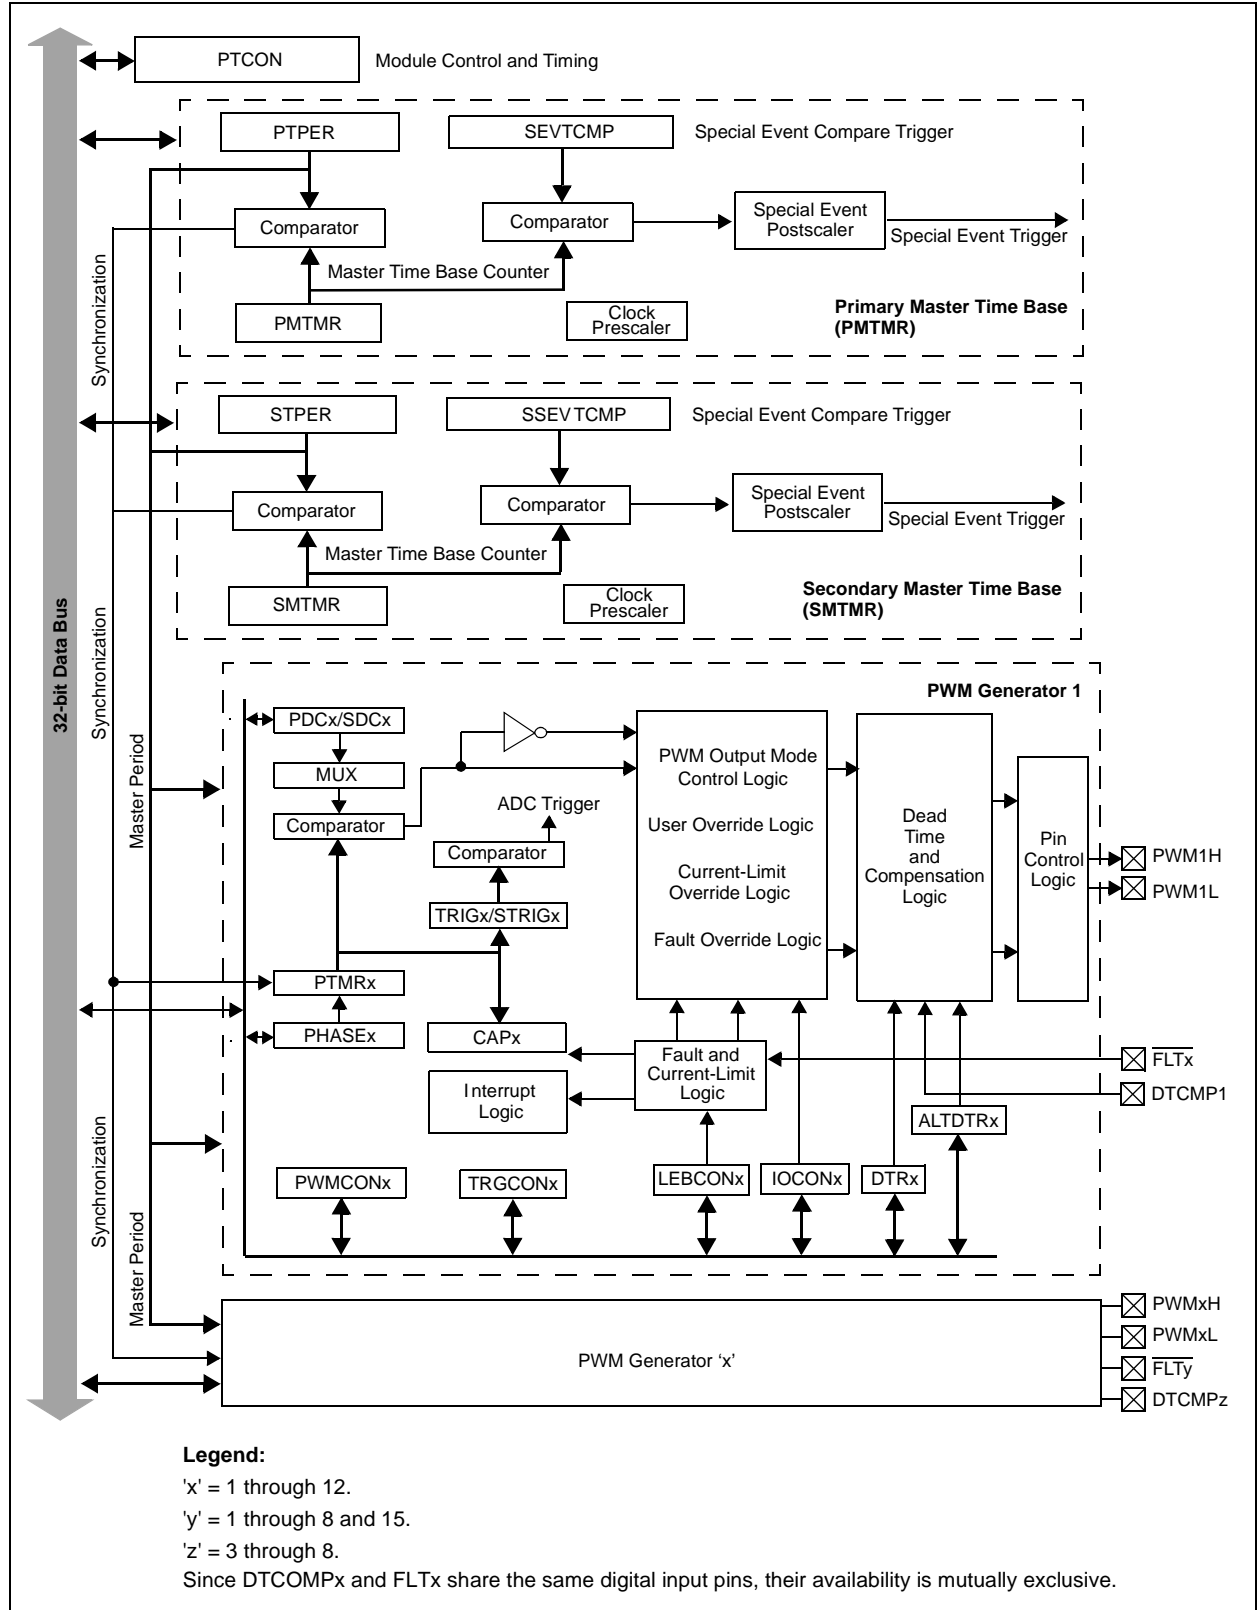 PTCON
Module Control and Timing
PTPER
SEVTCMP
Special Event Compare Trigger
Comparator
Comparator
Special Event
Postscaler
Special Event Trigger
Master Time Base Counter
PMTMR
Clock
Prescaler
Primary Master Time Base
(PMTMR)
Synchronization
STPER
SSEVTCMP
Special Event Compare Trigger
Comparator
Comparator
Special Event
Postscaler
Special Event Trigger
Master Time Base Counter
SMTMR
Clock
Prescaler
Secondary Master Time Base
(SMTMR)
32-bit Data Bus
Synchronization
Master Period
PWM Generator 1
PDCx/SDCx
MUX
Comparator
ADC Trigger
Comparator
TRIGx/STRIGx
PTMRx
PHASEx
CAPx
Interrupt
Logic
PWM Output Mode
Control Logic
User Override Logic
Current-Limit
Override Logic
Fault Override Logic
Dead
Time
and
Compensation
Logic
Pin
Control
Logic
PWM1H
PWM1L
Fault and
Current-Limit
Logic
FLTx
DTCMP1
ALTDTRx
PWMCONx
TRGCONx
LEBCONx
IOCONx
DTRx
Synchronization
Master Period
PWM Generator ‘x’
PWMxH
PWMxL
FLTy
DTCMPz
Legend:
'x' = 1 through 12.
'y' = 1 through 8 and 15.
'z' = 3 through 8.
Since DTCOMPx and FLTx share the same digital input pins, their availability is mutually exclusive.